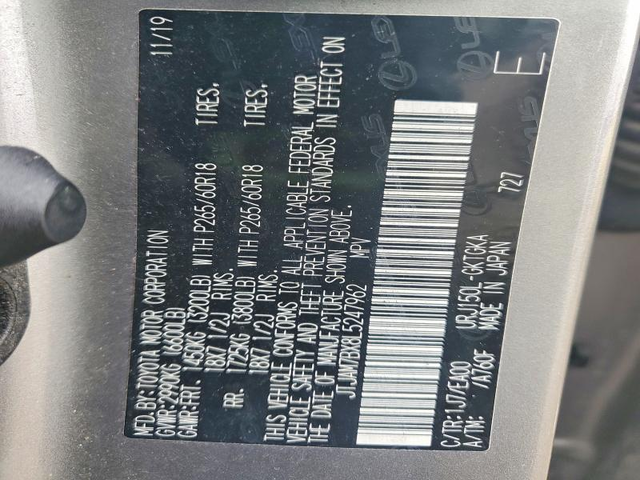 MFD. BY: TOYOTA MOTOR CORPORATION 11/19
GVWR: 2990KG (6600LB)
GAWR: FRT. 1450KG (3200LB) WITH P265/60R18 TIRES.
18X7 1/2J RIMS.
RR. 1725KG (3800LB) WITH P265/60R18 TIRES.
18X7 1/2J RIMS.
THIS VEHICLE CONFORMS TO ALL APPLICABLE FEDERAL MOTOR
VEHICLE SAFETY AND THEFT PREVENTION STANDARDS IN EFFECT ON
THE DATE OF MANUFACTURE SHOWN ABOVE.
JTJAM7BX8L5247962 MPV
C/TR: 1J7/EJ00 URJ150L-GKTGKA 727
A/TM: /A760F MADE IN JAPAN
E